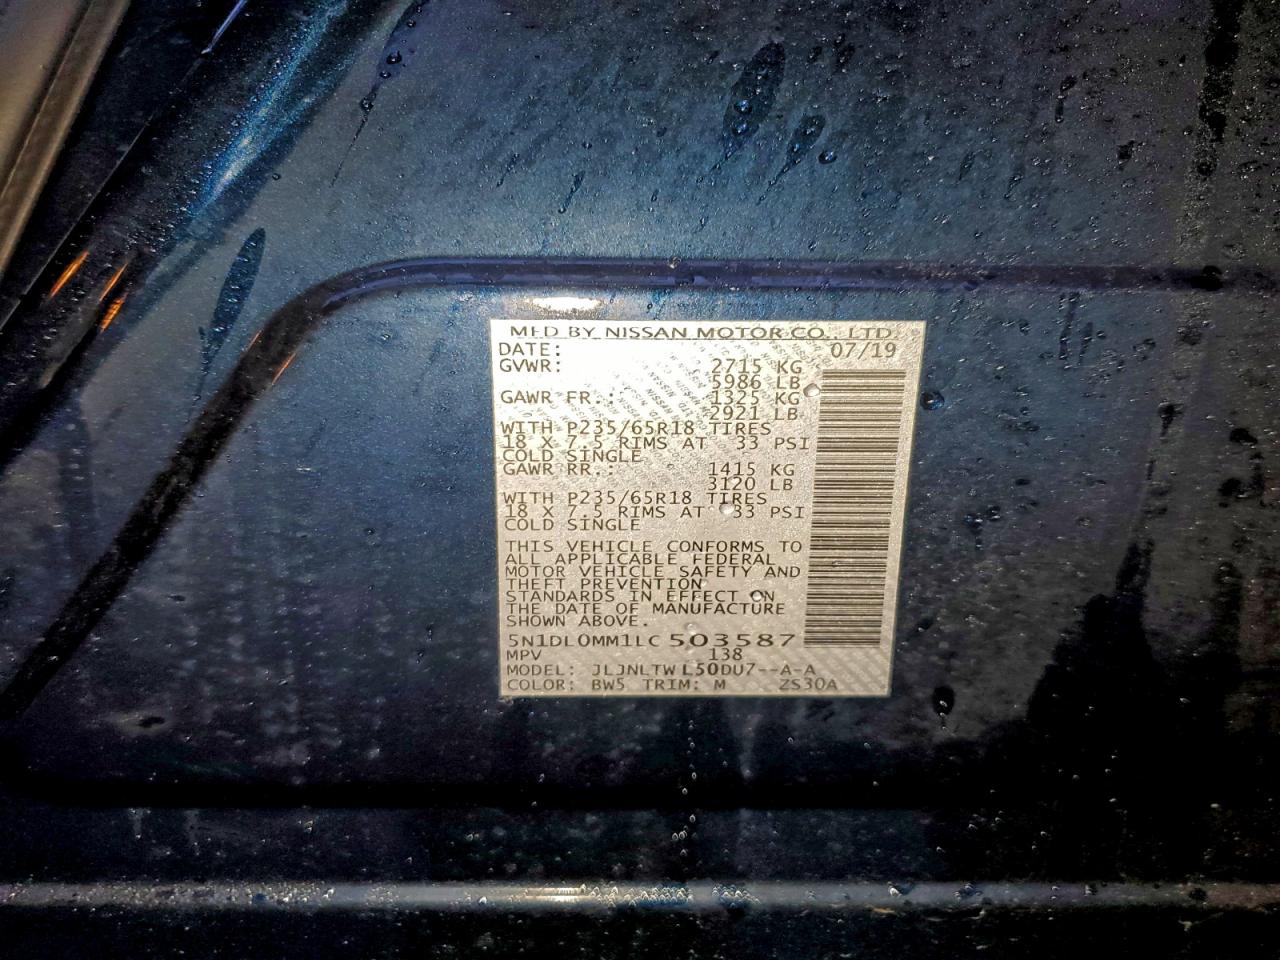 MFD BY NISSAN MOTOR CO., LTD.
DATE: 07/19
GVWR: 2715 KG
5986 LB
GAWR FR.: 1325 KG
2921 LB
WITH P235/65R18 TIRES
18 X 7.5 RIMS AT 33 PSI
COLD SINGLE
GAWR RR.: 1415 KG
3120 LB
WITH P235/65R18 TIRES
18 X 7.5 RIMS AT 33 PSI
COLD SINGLE
THIS VEHICLE CONFORMS TO
ALL APPLICABLE FEDERAL
MOTOR VEHICLE SAFETY AND
THEFT PREVENTION
STANDARDS IN EFFECT ON
THE DATE OF MANUFACTURE
SHOWN ABOVE.
5N1DL0MM1LC503587
MPV 138
MODEL: JLJNLTWL50DU7--A-A
COLOR: BW5 TRIM: M ZS30A